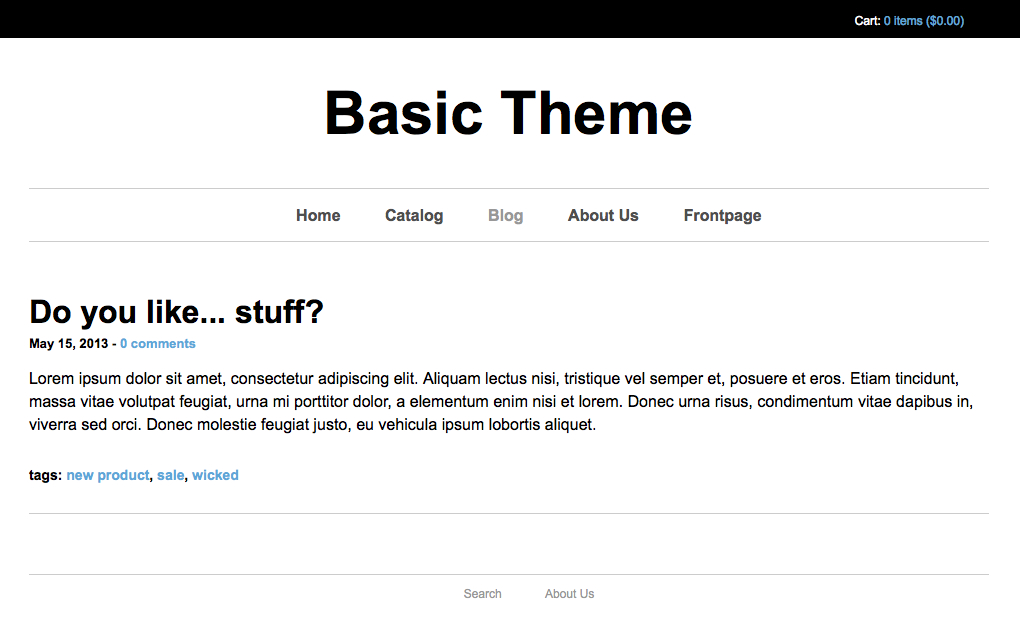 Cart: 0 items ($0.00)
Basic Theme
Home Catalog Blog About Us Frontpage
Do you like... stuff?
May 15, 2013 - 0 comments
Lorem ipsum dolor sit amet, consectetur adipiscing elit. Aliquam lectus nisi, tristique vel semper et, posuere et eros. Etiam tincidunt,
massa vitae volutpat feugiat, urna mi porttitor dolor, a elementum enim nisi et lorem. Donec urna risus, condimentum vitae dapibus in,
viverra sed orci. Donec molestie feugiat justo, eu vehicula ipsum lobortis aliquet.
tags: new product, sale, wicked
Search About Us